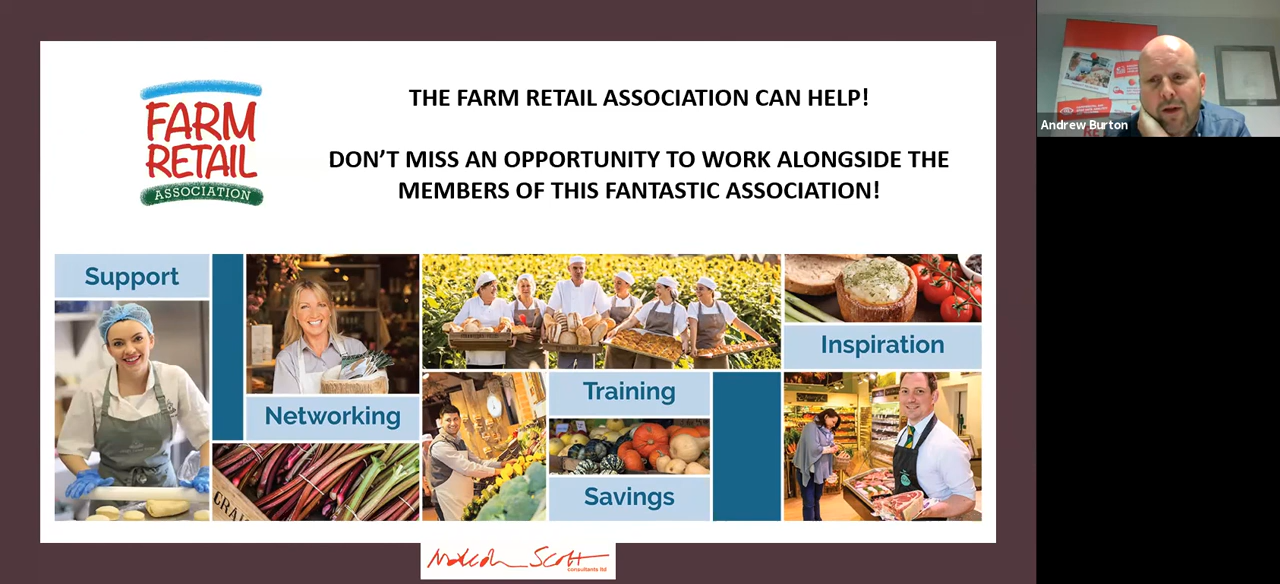 FARM
RETAIL
ASSOCIATION
THE FARM RETAIL ASSOCIATION CAN HELP!
DON’T MISS AN OPPORTUNITY TO WORK ALONGSIDE THE
MEMBERS OF THIS FANTASTIC ASSOCIATION!
Andrew Burton
Support
Networking
Inspiration
Training
Savings
Malcolm Scott
consultants ltd